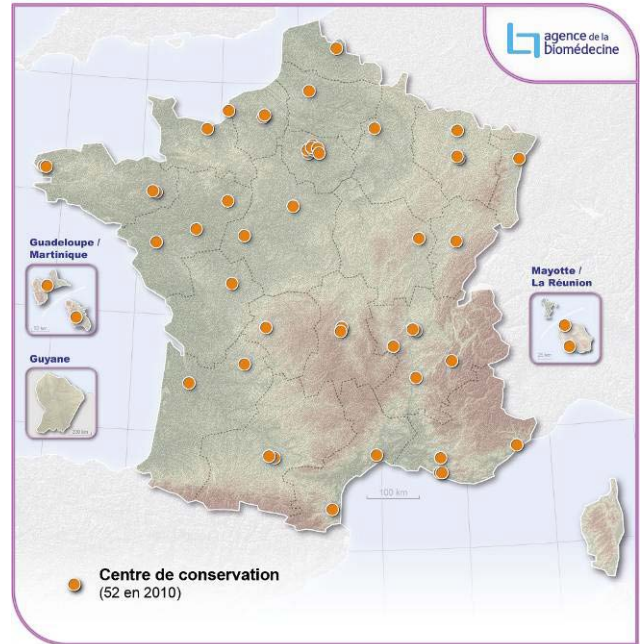 agence de la
biomédecine
Guadeloupe /
Martinique
Guyane
Mayotte /
La Réunion
100 km
Centre de conservation
(52 en 2010)